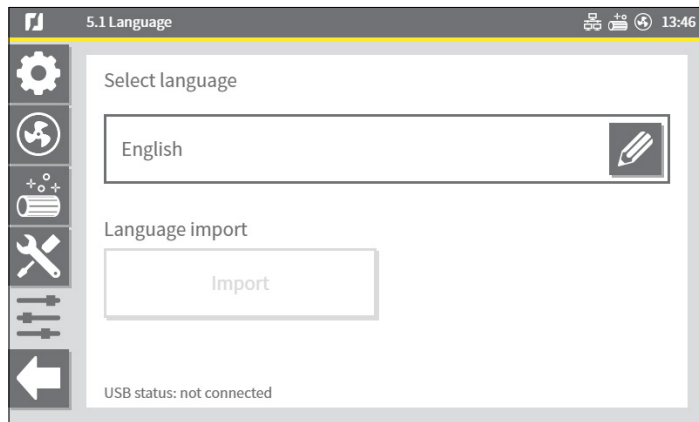 5.1 Language
13:46
Select language
English
Language import
Import
USB status: not connected